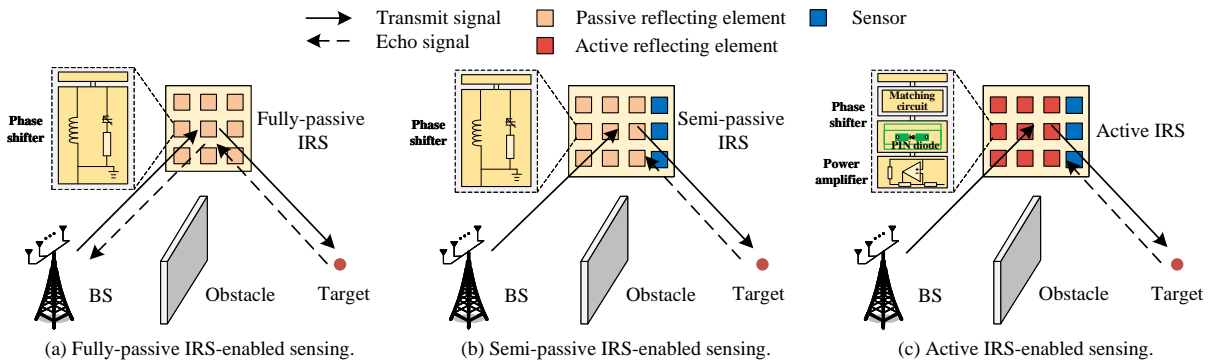 Transmit signal
Echo signal
Passive reflecting element
Active reflecting element
Sensor
Phase
shifter
Fully-passive
IRS
BS
Obstacle
Target
(a) Fully-passive IRS-enabled sensing.
Phase
shifter
Semi-passive
IRS
BS
Obstacle
Target
(b) Semi-passive IRS-enabled sensing.
Phase
shifter
Power
amplifier
Matching
circuit
PIN diode
Active IRS
BS
Obstacle
Target
(c) Active IRS-enabled sensing.